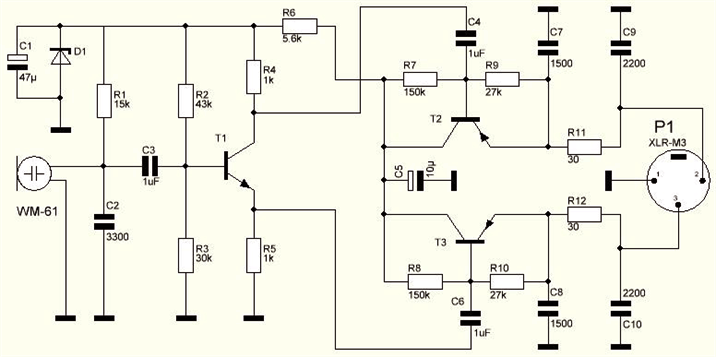 R6
5.6k
C4
1uF
C7
1500
C9
2200
C1
47µ
D1
R1
15k
R2
43k
R4
1k
R7
150k
R9
27k
T2
R11
30
P1
XLR-M3
1
2
3
T1
C3
1uF
C5
10µ
WM-61
C2
3300
R3
30k
R5
1k
T3
R12
30
R8
150k
R10
27k
C6
1uF
C8
1500
2200
C10